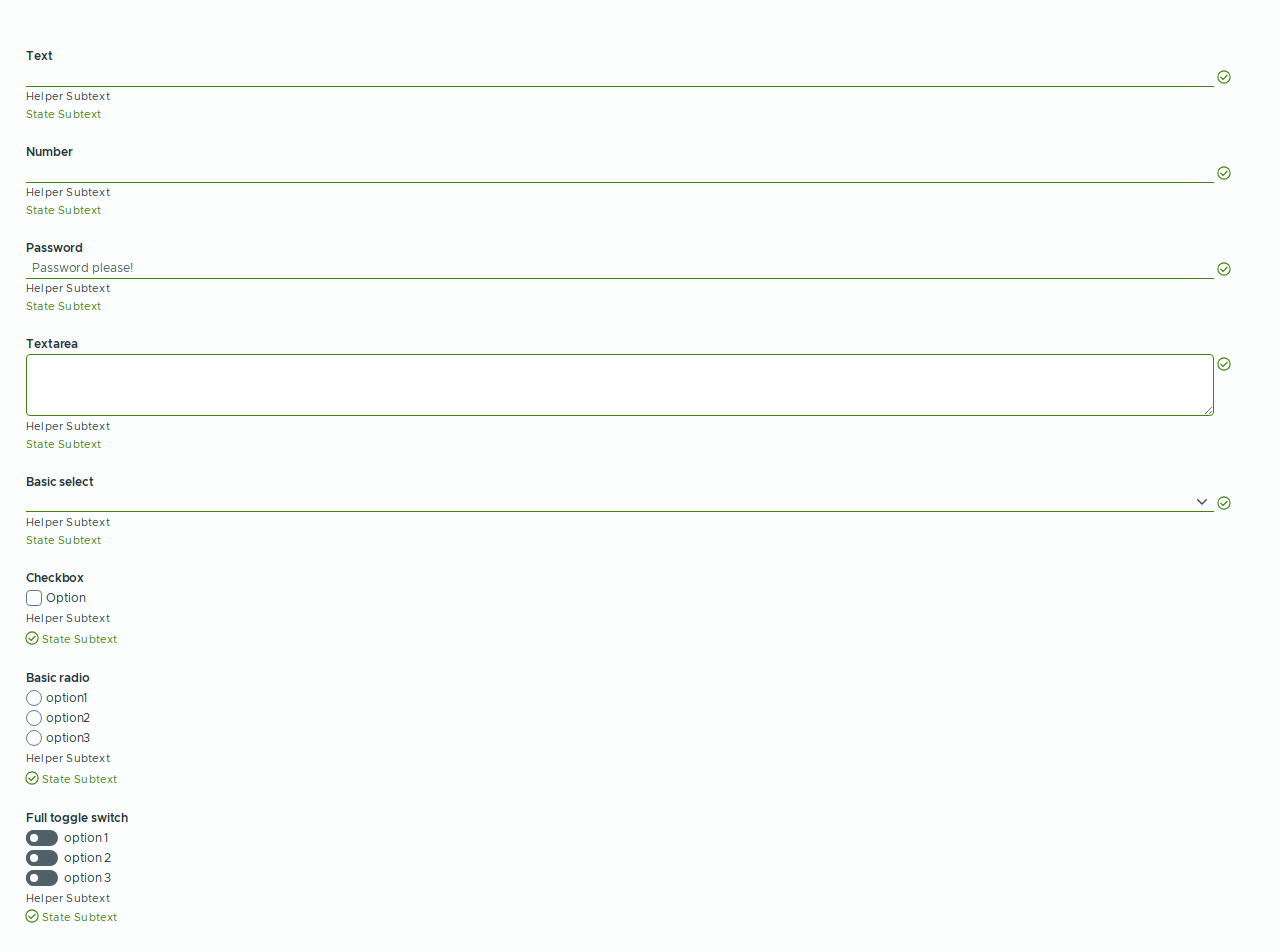 Text
Helper Subtext
State Subtext
Number
Helper Subtext
State Subtext
Password
Password please!
Helper Subtext
State Subtext
Textarea
Helper Subtext
State Subtext
Basic select
Helper Subtext
State Subtext
Checkbox
Option
Helper Subtext
State Subtext
Basic radio
option1
option2
option3
Helper Subtext
State Subtext
Full toggle switch
option 1
option 2
option 3
Helper Subtext
State Subtext